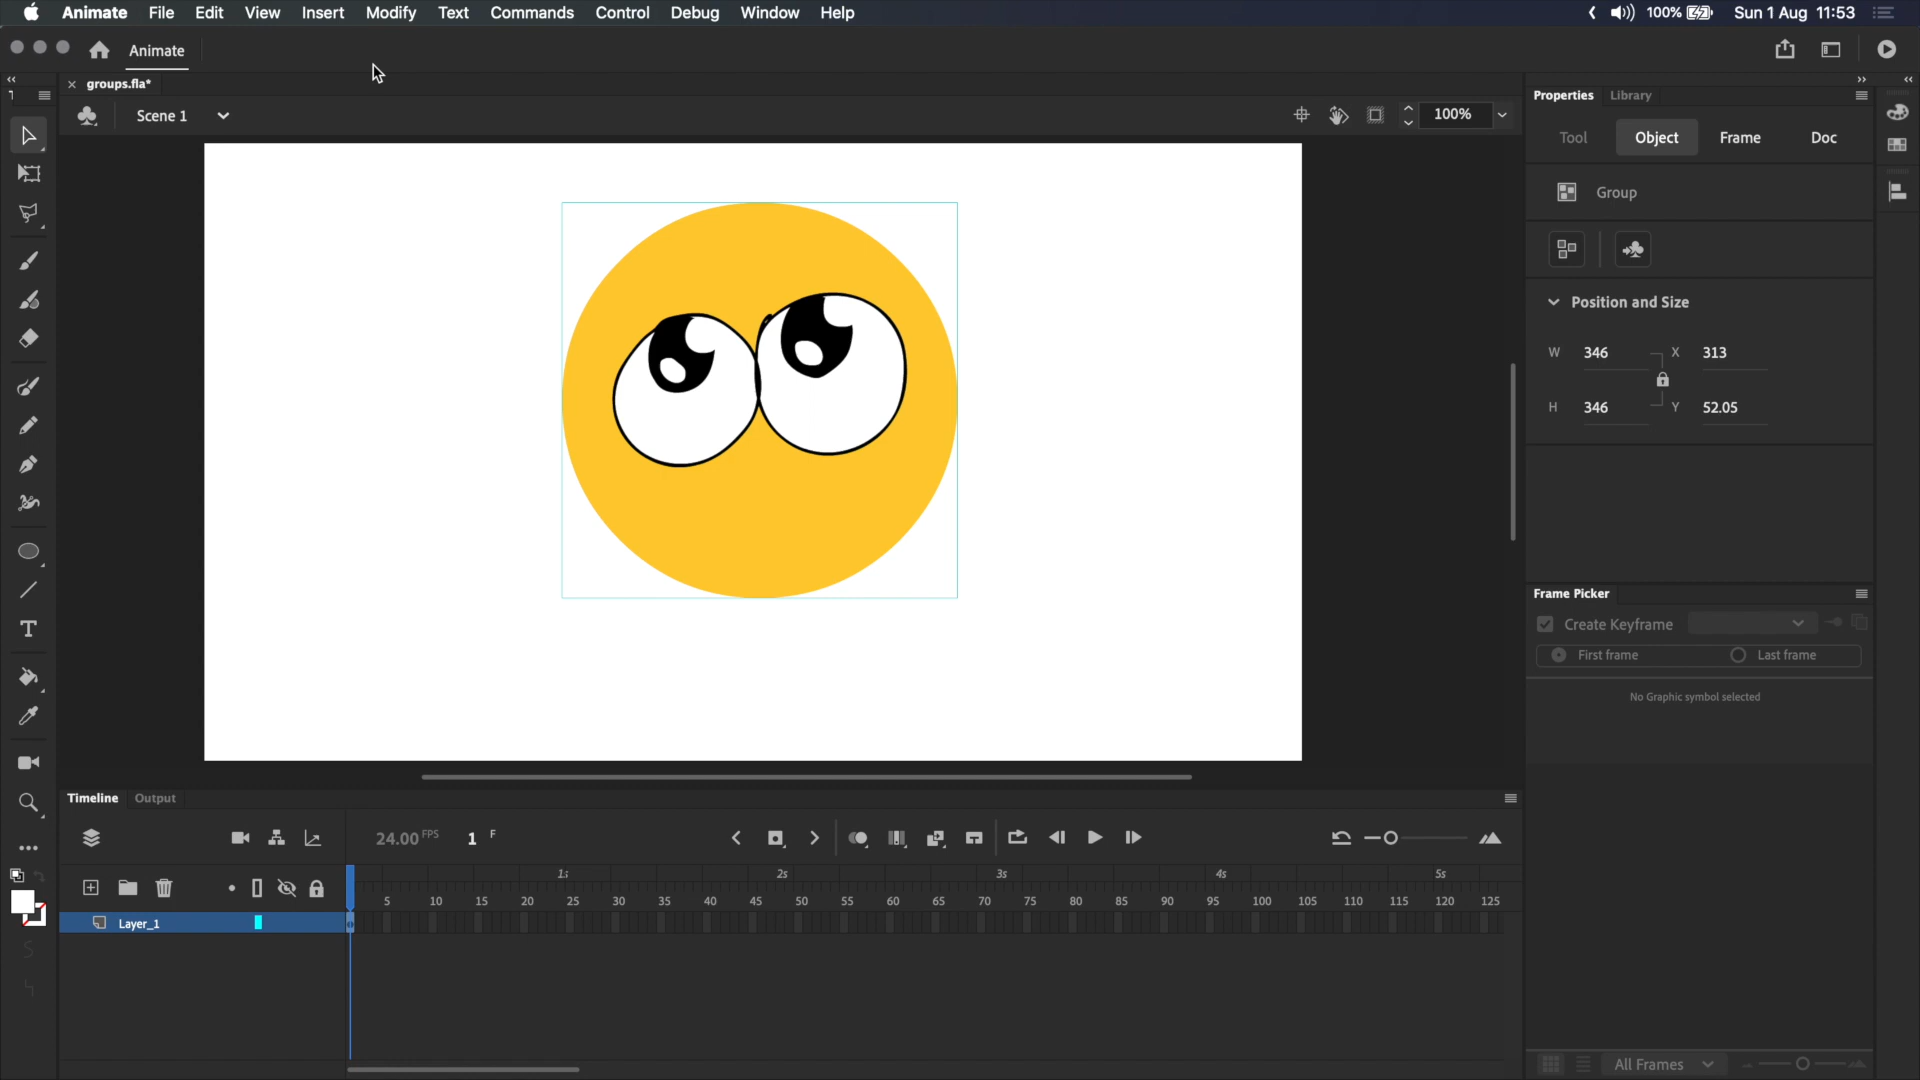 Animate File Edit View Insert Modify Text Commands Control Debug Window Help 100% Sun 1 Aug 11:53
Animate
groups.fla*
Scene 1 100%
Properties Library
Tool Object Frame Doc
Group
Position and Size
W 346 X 313
H 346 Y 52.05
Frame Picker
Create Keyframe
First frame Last frame
No Graphic symbol selected
Timeline Output
24.00 FPS 1 F
2s 3s 4s 5s
5 10 15 20 25 30 35 40 45 50 55 60 65 70 75 80 85 90 95 100 105 110 115 120 125
Layer_1
All Frames